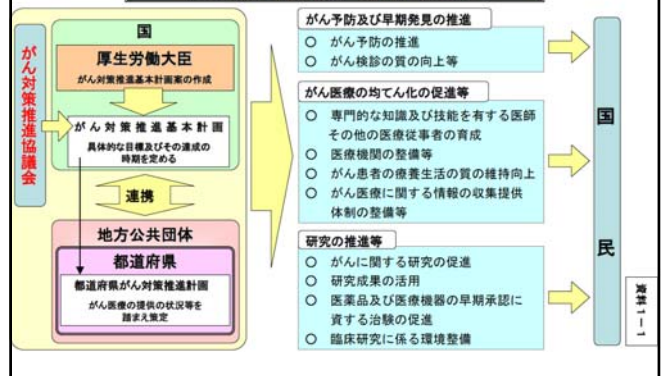 がん対策推進協議会
国
厚生労働大臣
がん対策推進基本計画案の作成
がん対策推進基本計画
具体的な目標及びその達成の
時期を定める
連携
地方公共団体
都道府県
都道府県がん対策推進計画
がん医療の提供の状況等を
踏まえ策定
がん予防及び早期発見の推進
○ がん予防の推進
○ がん検診の質の向上等
がん医療の均てん化の促進等
○ 専門的な知識及び技能を有する医師
その他の医療従事者の育成
○ 医療機関の整備等
○ がん患者の療養生活の質の維持向上
○ がん医療に関する情報の収集提供
体制の整備等
研究の推進等
○ がんに関する研究の促進
○ 研究成果の活用
○ 医薬品及び医療機器の早期承認に
資する治験の促進
○ 臨床研究に係る環境整備
国民
資料1-1